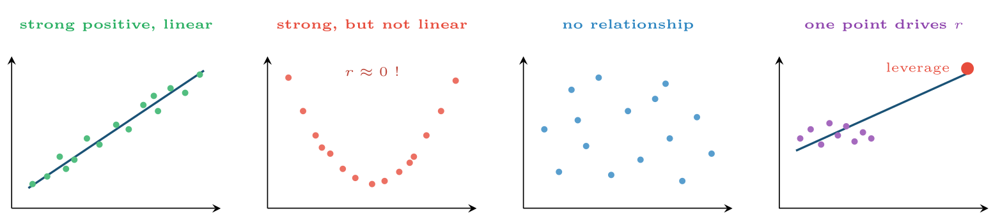 strong positive, linear
strong, but not linear
r ≈ 0 !
no relationship
one point drives r
leverage